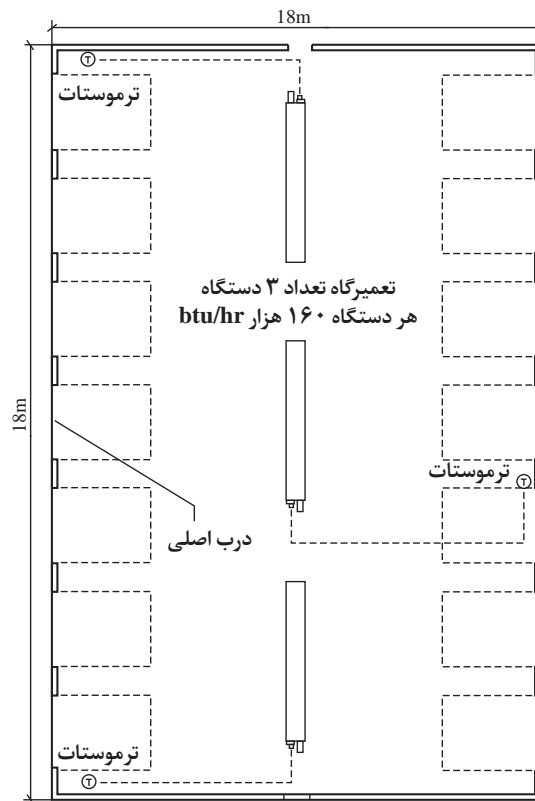 18m
T
ترموستات
تعمیرگاه تعداد ۳ دستگاه
هر دستگاه ۱۶۰ هزار btu/hr
18m
ترموستات
T
درب اصلی
ترموستات
T